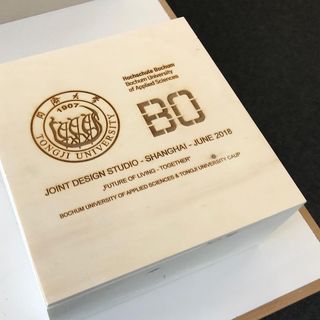 同濟大學
1907
TONGJI UNIVERSITY
Hochschule Bochum
Bochum University
of Applied Sciences
BO
JOINT DESIGN STUDIO - SHANGHAI - JUNE 2018
„FUTURE OF LIVING - TOGETHER“
BOCHUM UNIVERSITY OF APPLIED SCIENCES & TONGJI UNIVERSITY CAUP